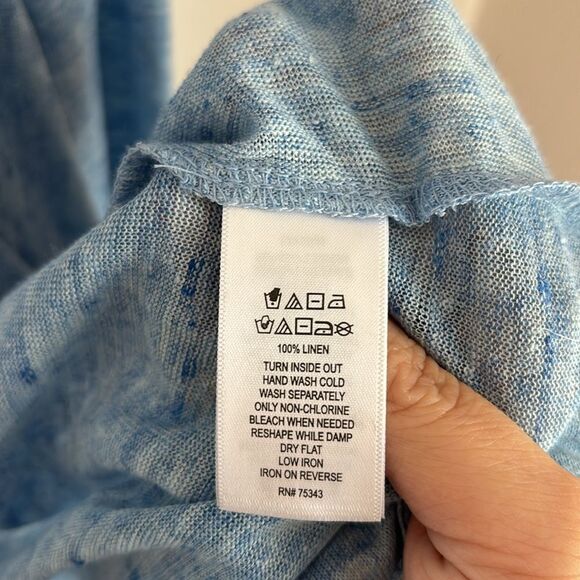 100% LINEN
TURN INSIDE OUT
HAND WASH COLD
WASH SEPARATELY
ONLY NON-CHLORINE
BLEACH WHEN NEEDED
RESHAPE WHILE DAMP
DRY FLAT
LOW IRON
IRON ON REVERSE
RN# 75343